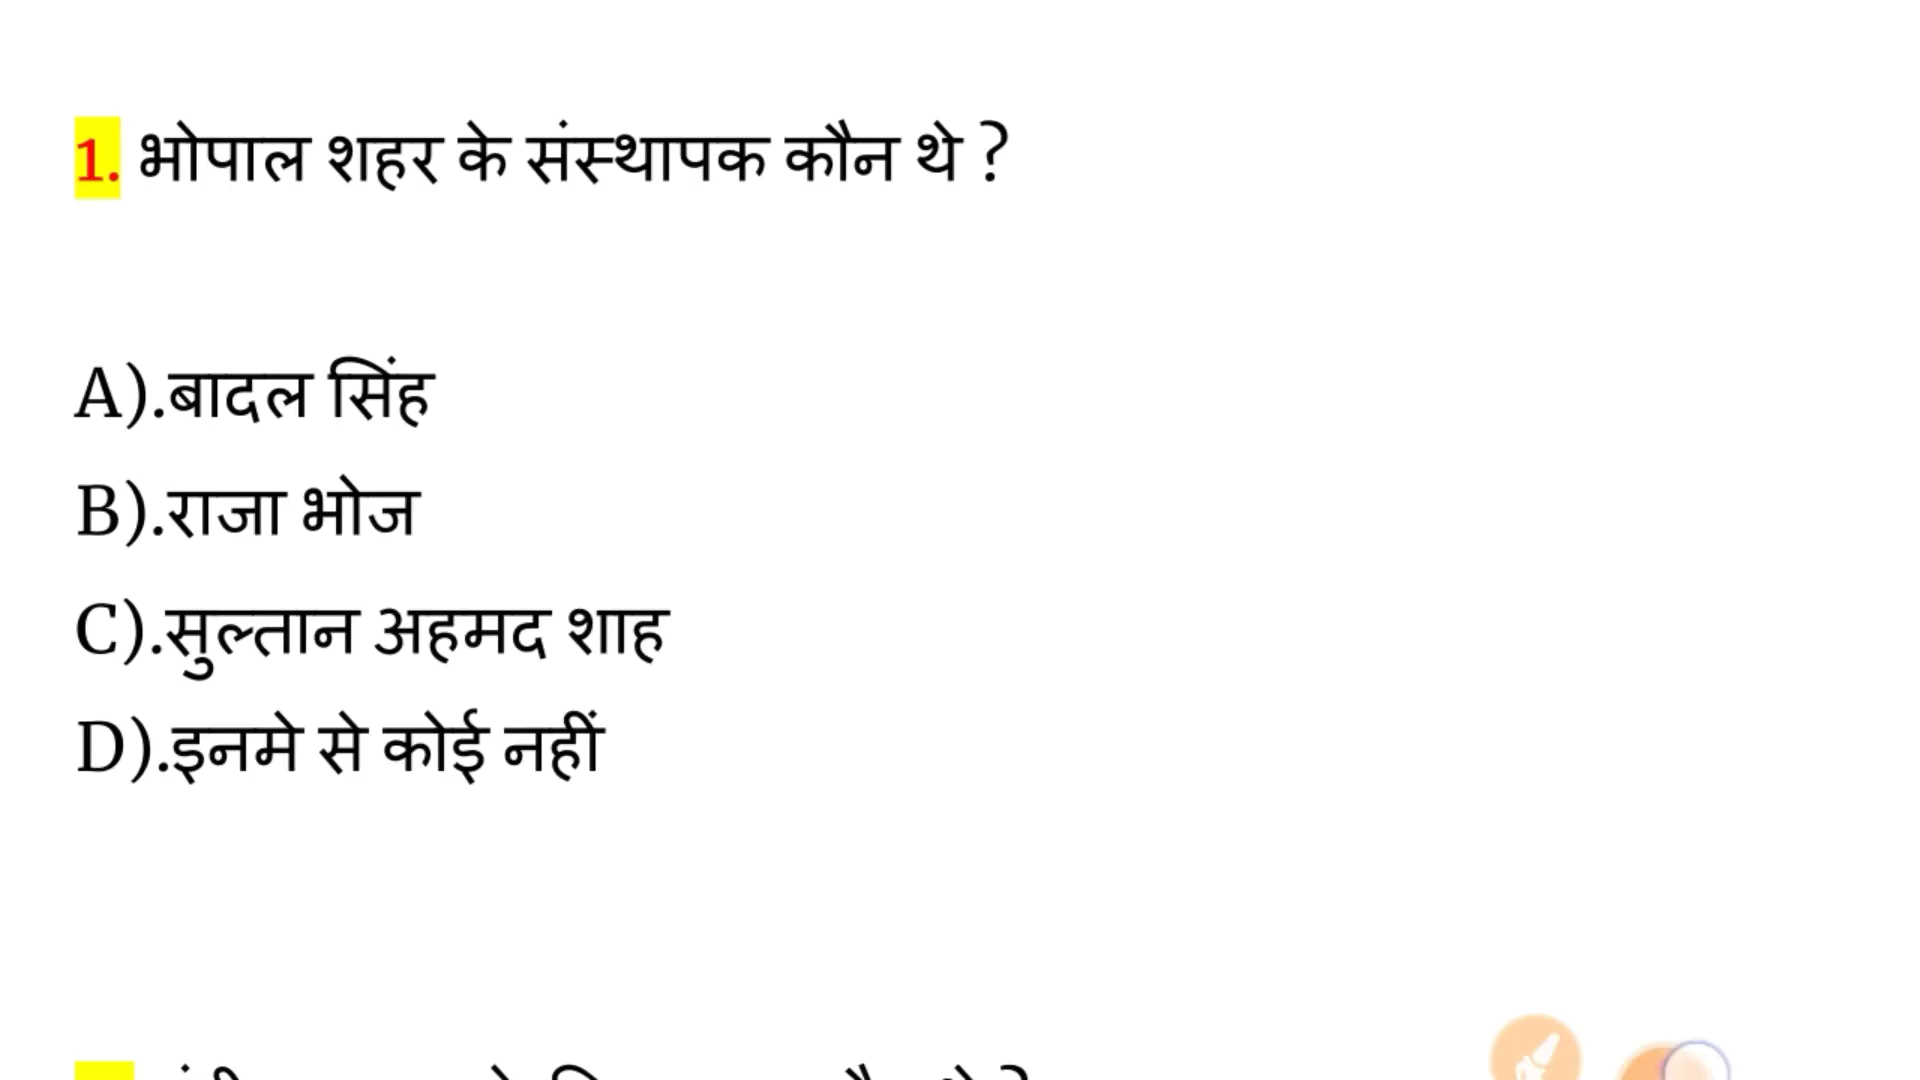 1. भोपाल शहर के संस्थापक कौन थे ?
A).बादल सिंह
B).राजा भोज
C).सुल्तान अहमद शाह
D).इनमे से कोई नहीं